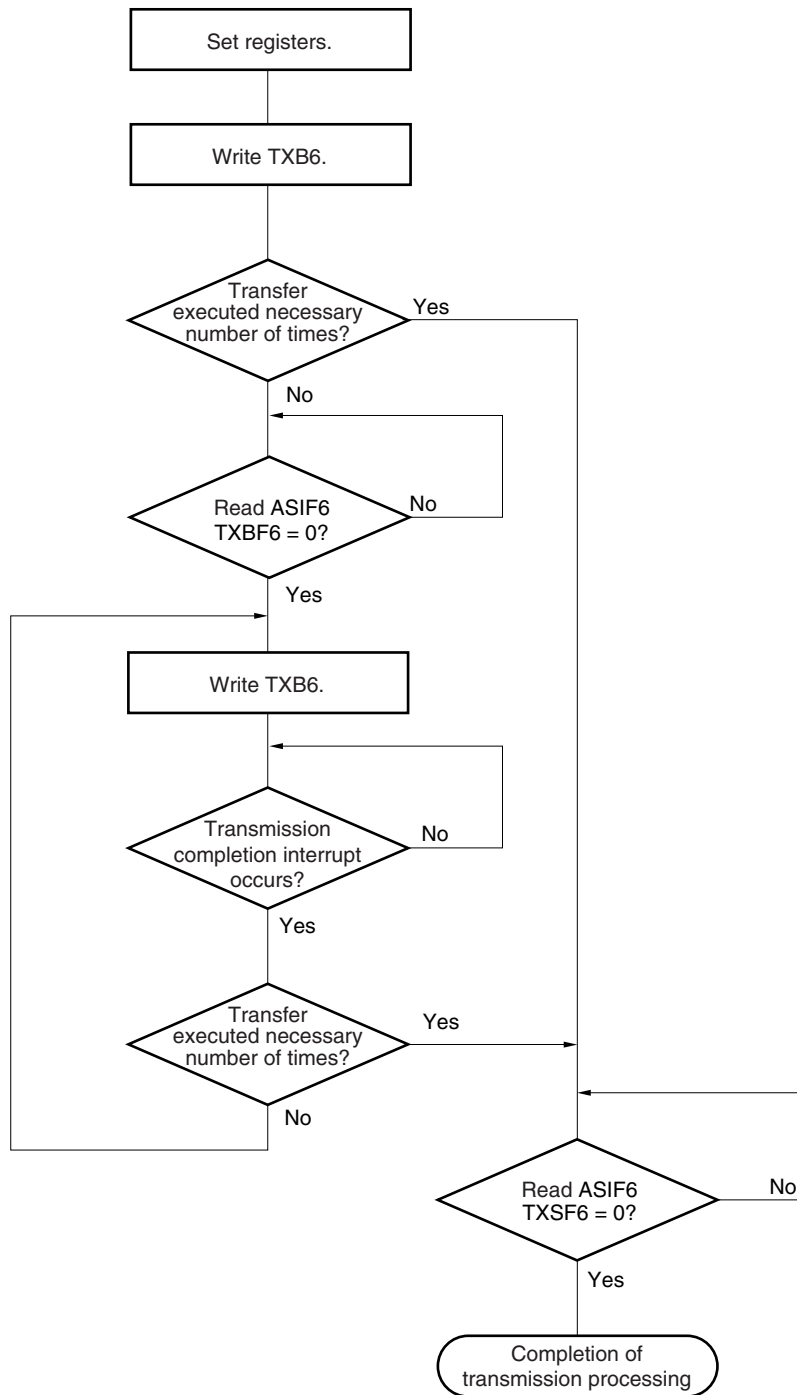 Set registers.
Write TXB6.
Transfer
executed necessary
number of times?
Yes
No
Read ASIF6
TXBF6 = 0?
No
Yes
Write TXB6.
Transmission
completion interrupt
occurs?
No
Yes
Transfer
executed necessary
number of times?
Yes
No
Read ASIF6
TXSF6 = 0?
No
Yes
Completion of
transmission processing